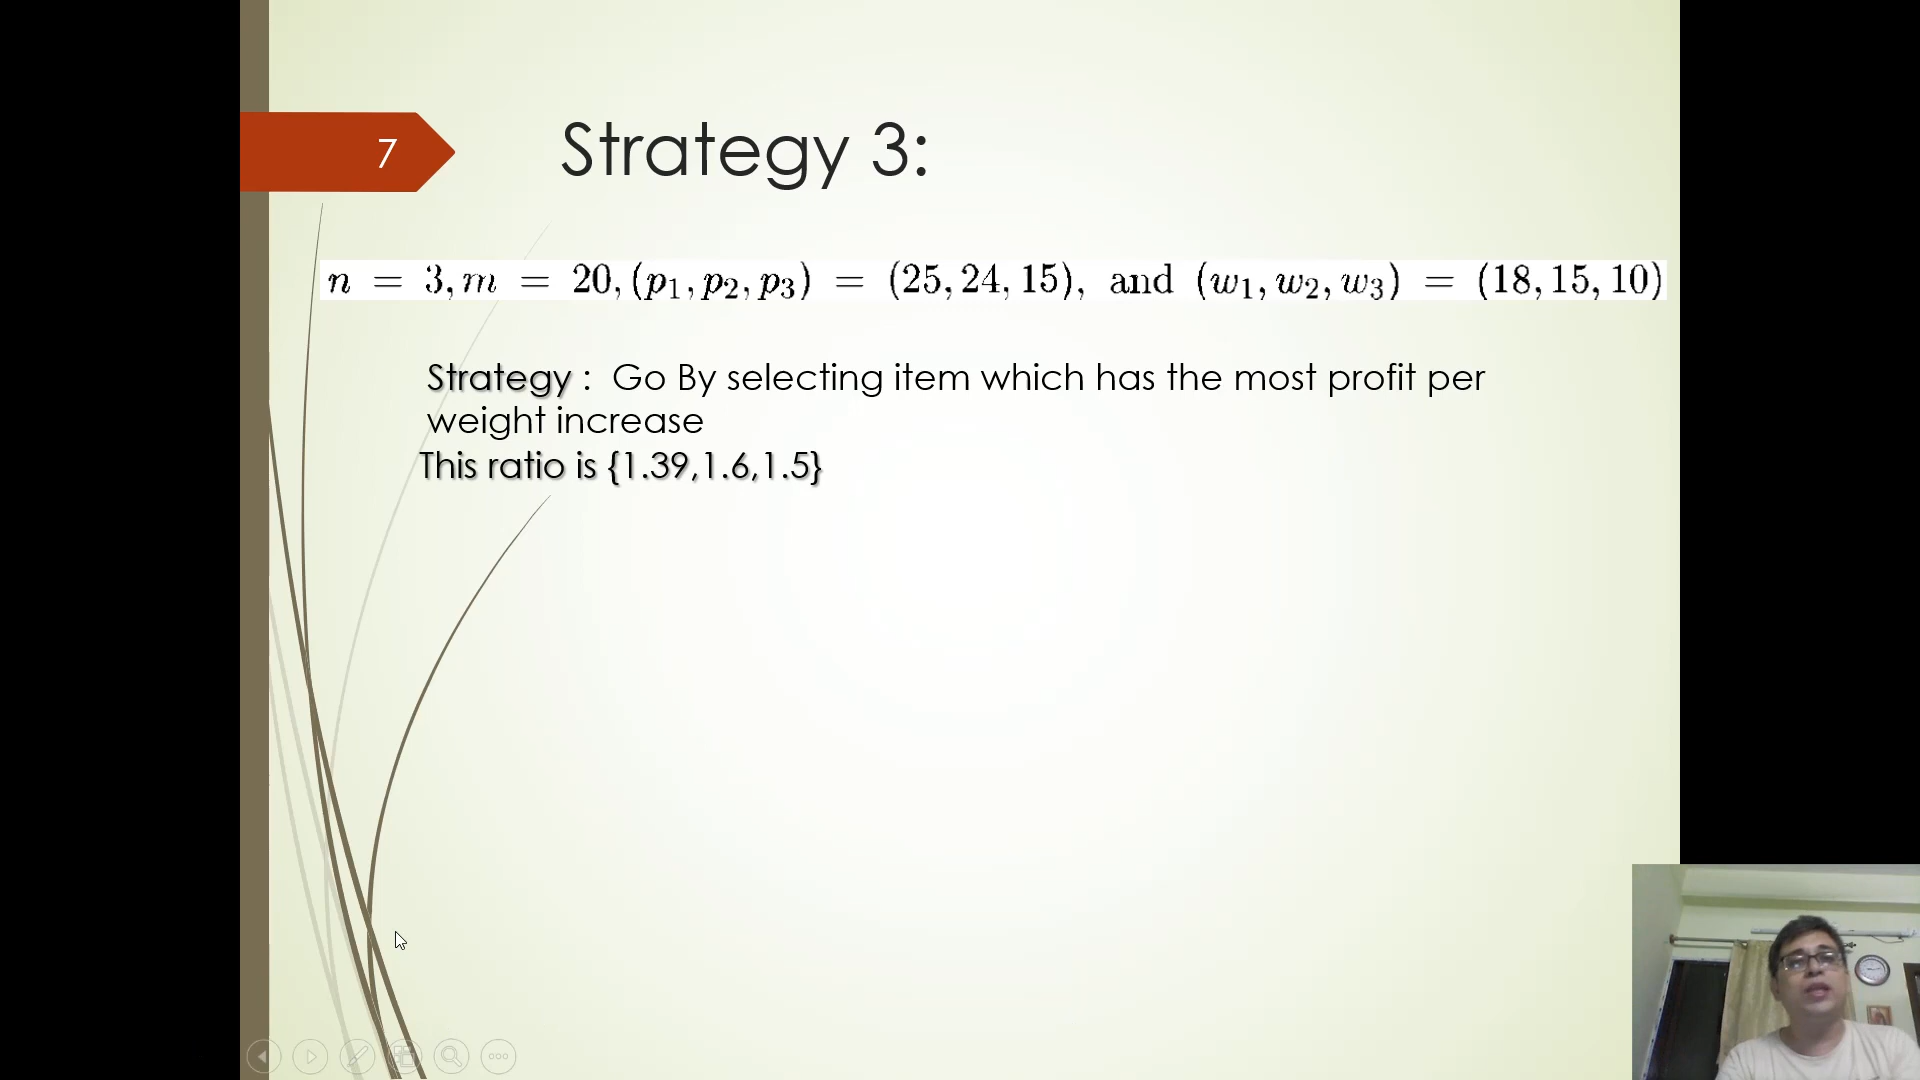 7
Strategy 3:
n = 3, m = 20, (p₁, p₂, p₃) = (25, 24, 15), and (w₁, w₂, w₃) = (18, 15, 10)
Strategy : Go By selecting item which has the most profit per
weight increase
This ratio is {1.39,1.6,1.5}